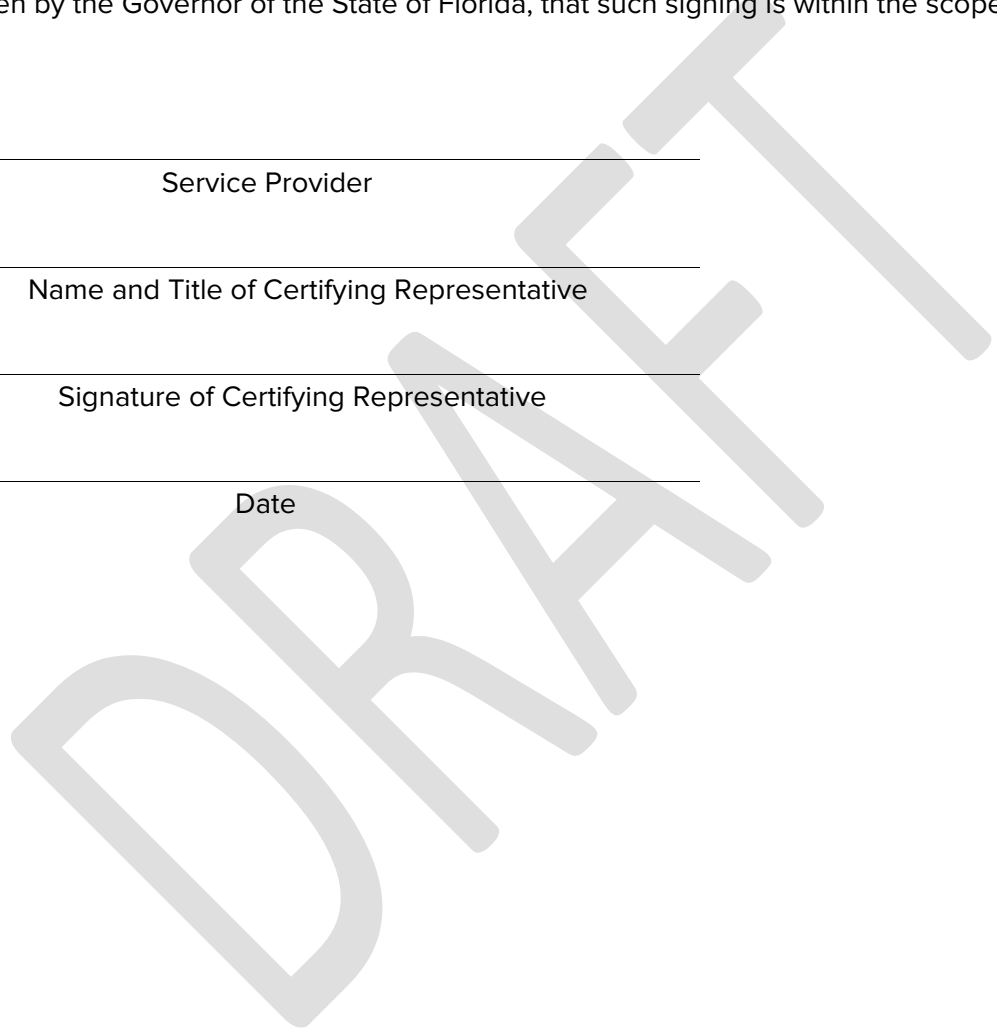 by the Governor of the State of Florida, that such signing is within the scope
Service Provider
Name and Title of Certifying Representative
Signature of Certifying Representative
Date
DRAFT